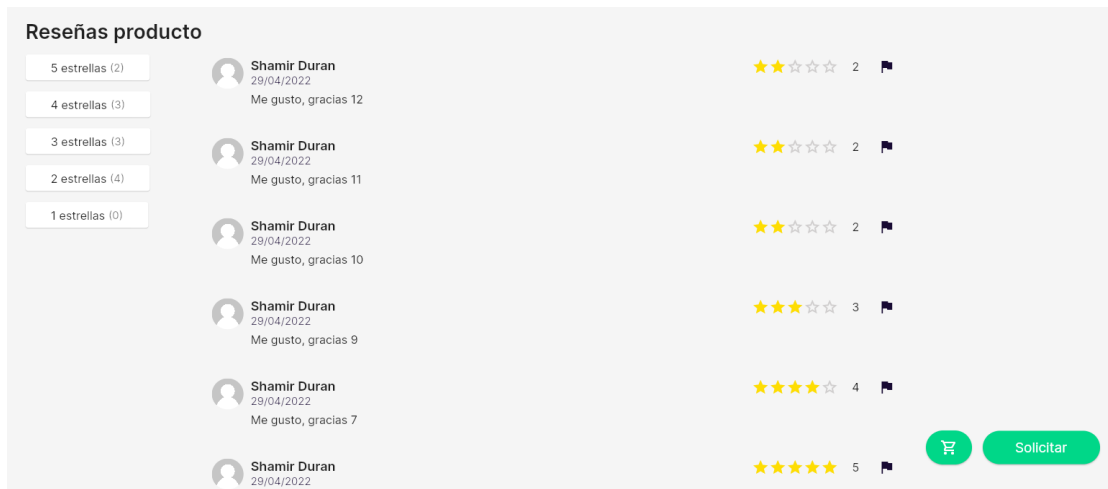 Reseñas producto
5 estrellas (2)
4 estrellas (3)
3 estrellas (3)
2 estrellas (4)
1 estrellas (0)
Shamir Duran
29/04/2022
Me gusto, gracias 12
2
Shamir Duran
29/04/2022
Me gusto, gracias 11
2
Shamir Duran
29/04/2022
Me gusto, gracias 10
2
Shamir Duran
29/04/2022
Me gusto, gracias 9
3
Shamir Duran
29/04/2022
Me gusto, gracias 7
4
Shamir Duran
29/04/2022
5
Solicitar